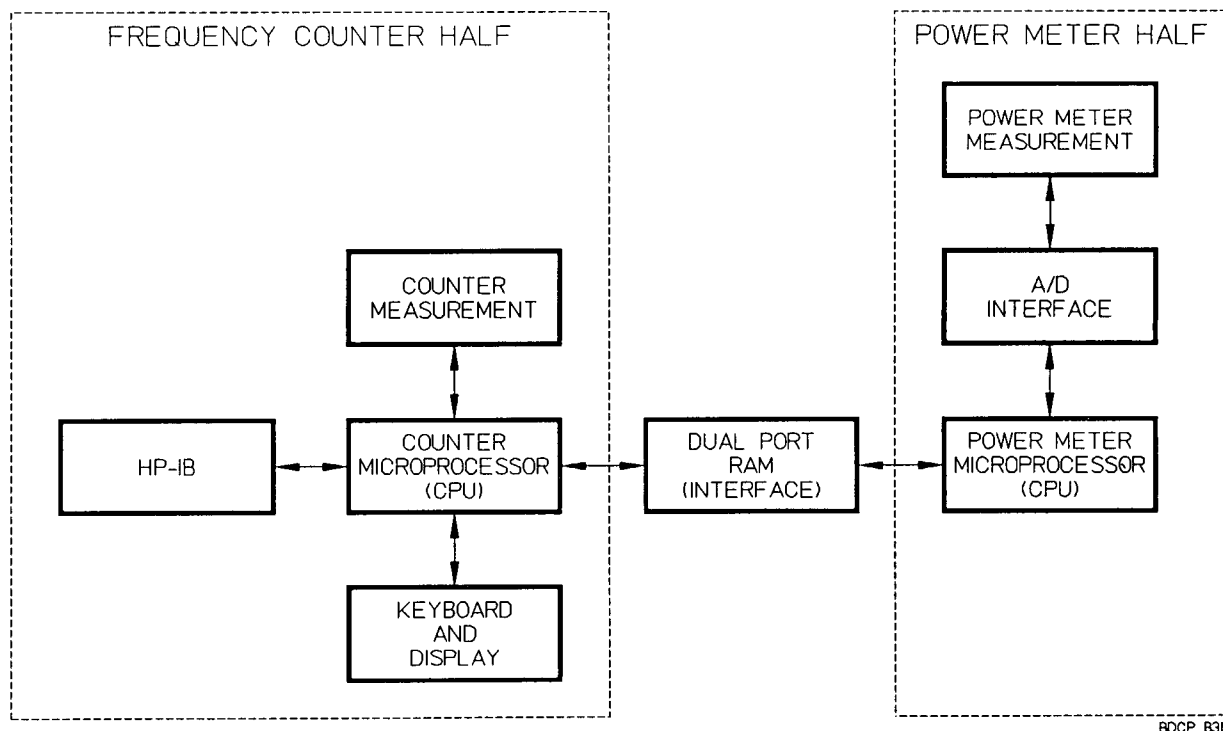 FREQUENCY COUNTER HALF
COUNTER
MEASUREMENT
HP-IB
COUNTER
MICROPROCESSOR
(CPU)
KEYBOARD
AND
DISPLAY
DUAL PORT
RAM
(INTERFACE)
POWER METER HALF
POWER METER
MEASUREMENT
A/D
INTERFACE
POWER METER
MICROPROCESSOR
(CPU)